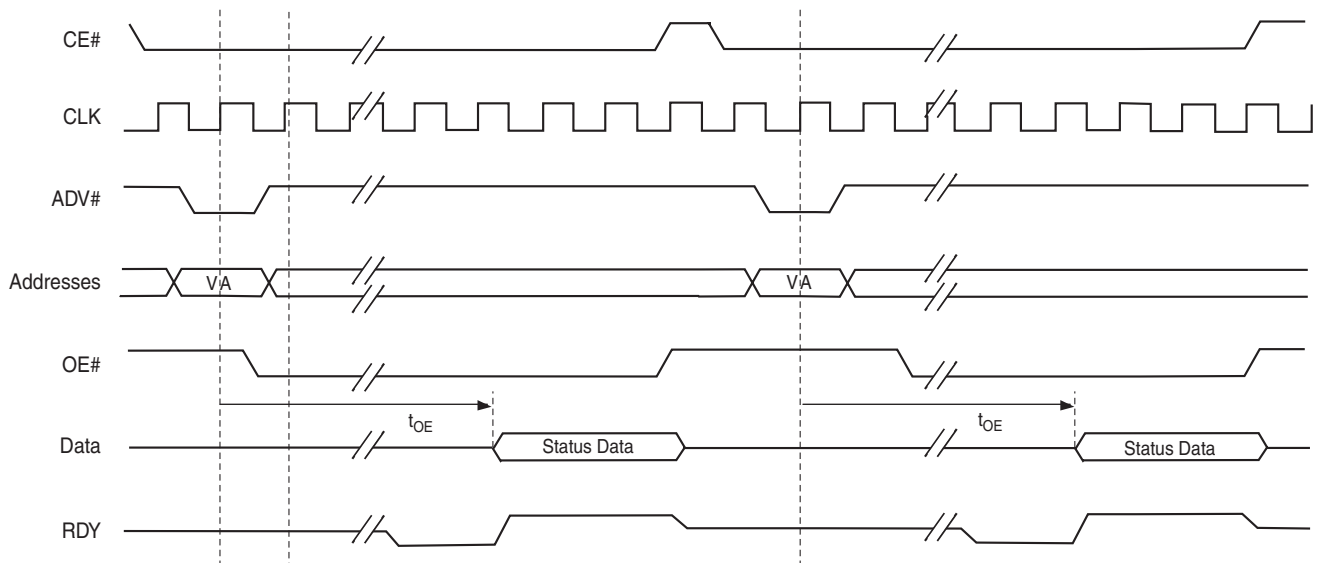 CE#
CLK
ADV#
Addresses
VA
VA
OE#
tOE
tOE
Data
Status Data
Status Data
RDY